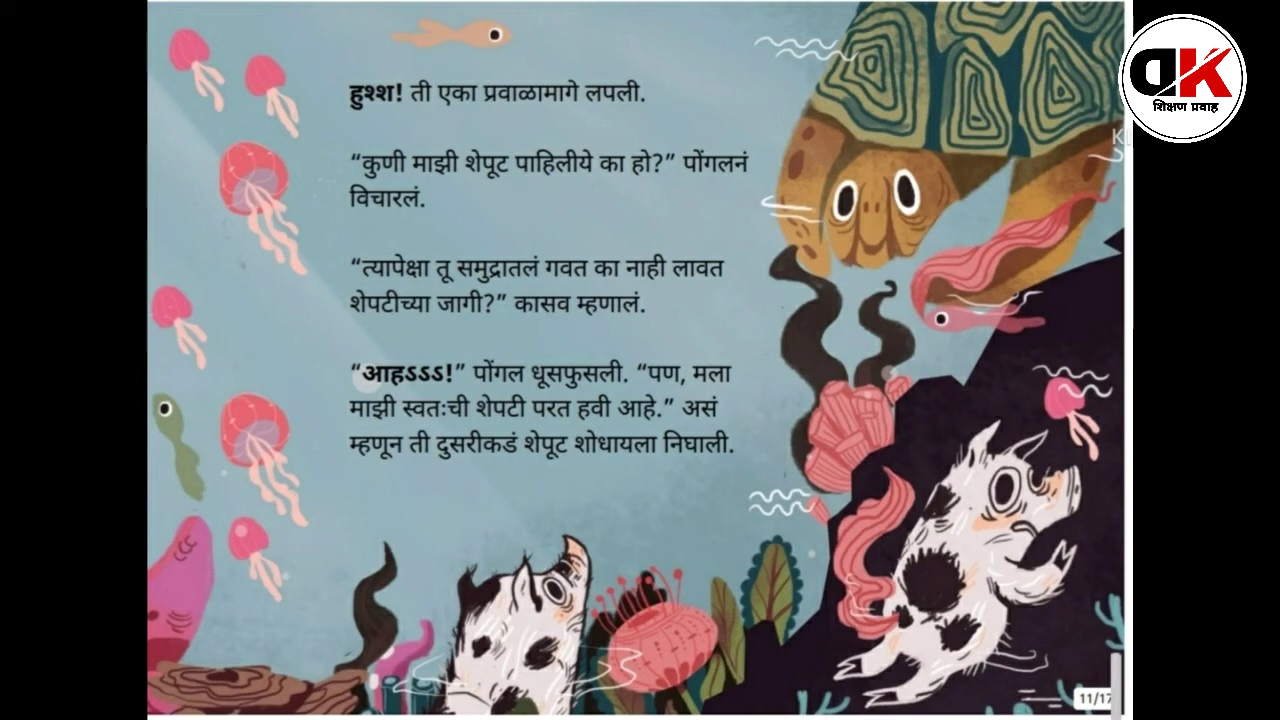 हुश्श! ती एका प्रवाळामागे लपली.
“कुणी माझी शेपूट पाहिलीये का हो?” पोंगलनं
विचारलं.
“त्यापेक्षा तू समुद्रातलं गवत का नाही लावत
शेपटीच्या जागी?” कासव म्हणालं.
“आहऽऽऽ!” पोंगल धूसफुसली. “पण, मला
माझी स्वतःची शेपटी परत हवी आहे.” असं
म्हणून ती दुसरीकडं शेपूट शोधायला निघाली.
DK
शिक्षण प्रवाह
11/17